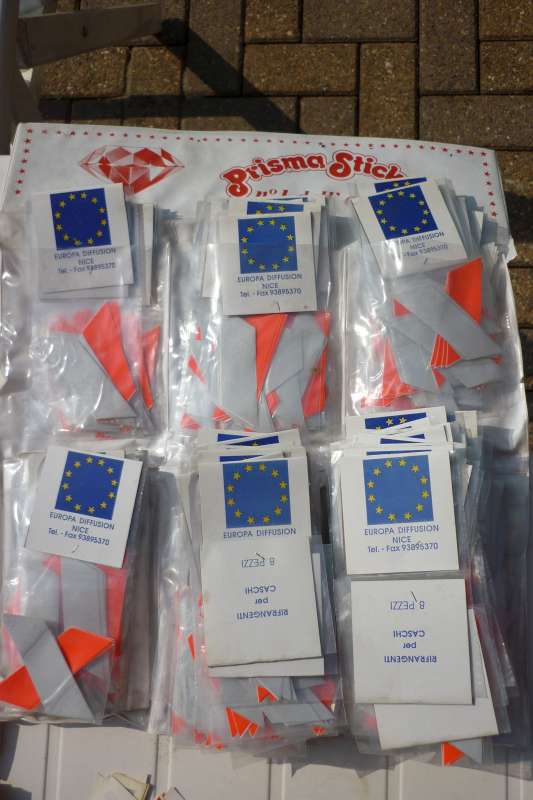 Prisma Stick
EUROPA DIFFUSION
NICE
Tel. - Fax 93895370
EUROPA DIFFUSION
NICE
Tel. - Fax 93895370
EUROPA DIFFUSION
NICE
Tel. - Fax 93895370
EUROPA DIFFUSION
NICE
Tel. - Fax 93895370
EUROPA DIFFUSION
RIFRANGENTI
per
CASCHI
8 PEZZI
EUROPA DIFFUSION
NICE
Tel. - Fax 93895370
RIFRANGENTI
per
CASCHI
8 PEZZI